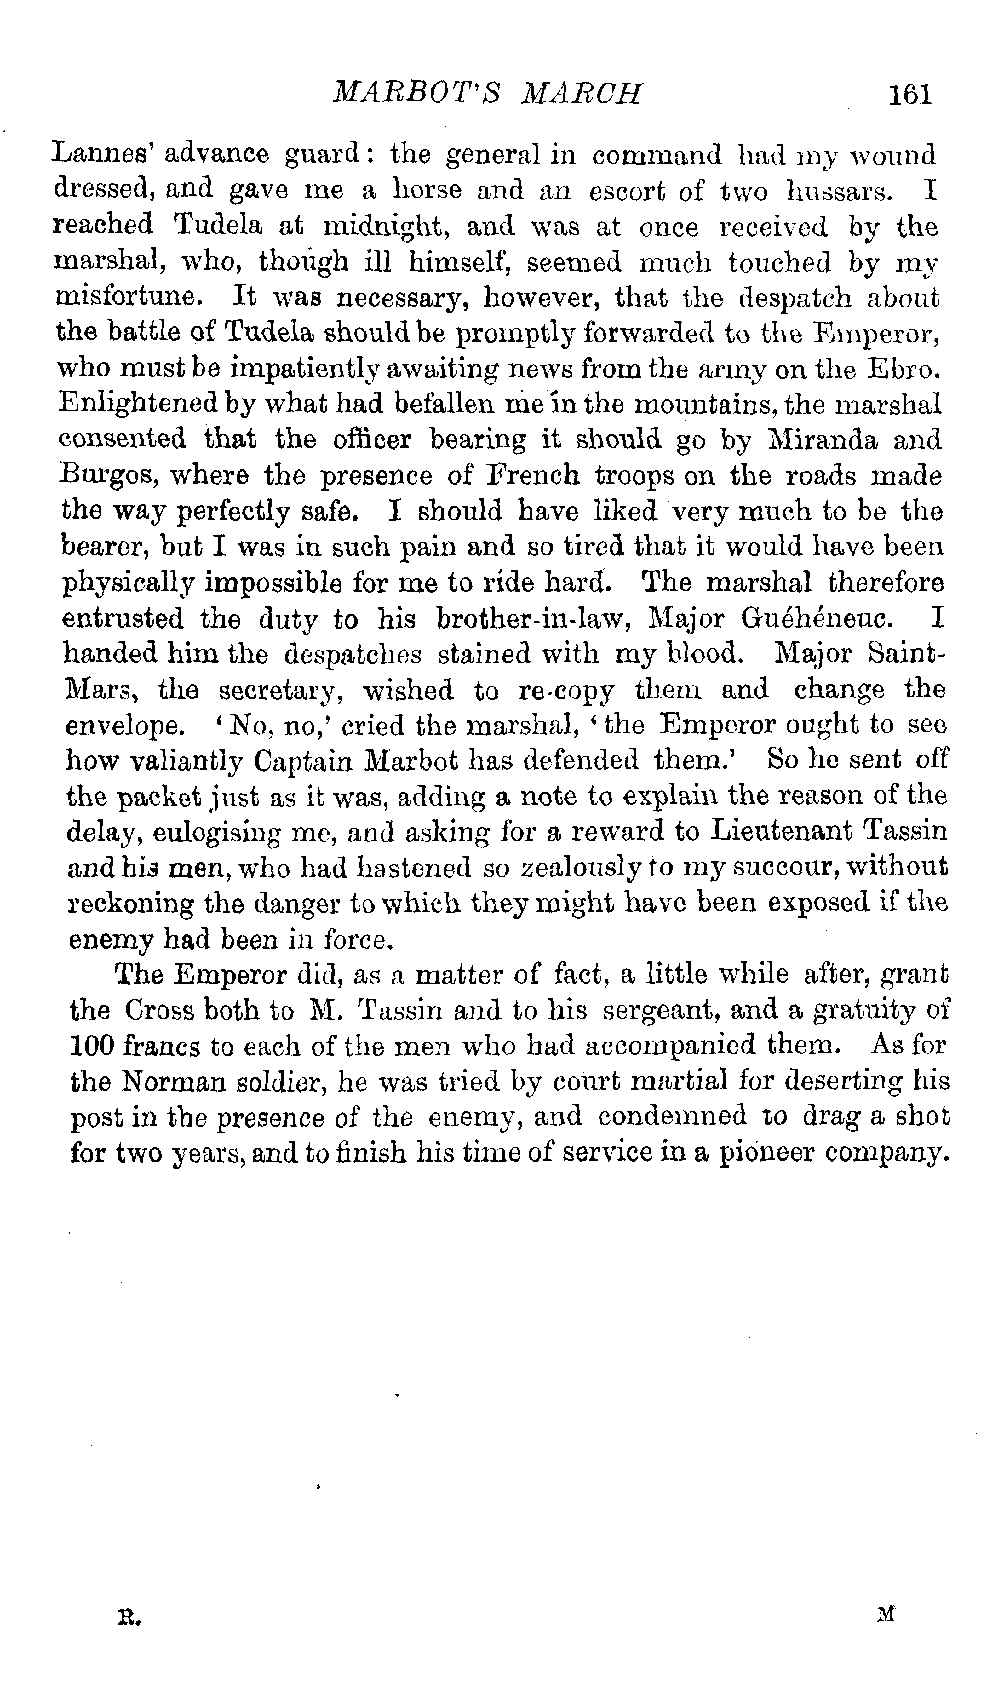 MARBOT'S MARCH 161
Lannes' advance guard: the general in command had my wound
dressed, and gave me a horse and an escort of two hussars. I
reached Tudela at midnight, and was at once received by the
marshal, who, though ill himself, seemed much touched by my
misfortune. It was necessary, however, that the despatch about
the battle of Tudela should be promptly forwarded to the Emperor,
who must be impatiently awaiting news from the army on the Ebro.
Enlightened by what had befallen me in the mountains, the marshal
consented that the officer bearing it should go by Miranda and
Burgos, where the presence of French troops on the roads made
the way perfectly safe. I should have liked very much to be the
bearer, but I was in such pain and so tired that it would have been
physically impossible for me to ride hard. The marshal therefore
entrusted the duty to his brother-in-law, Major Guéhéneuc. I
handed him the despatches stained with my blood. Major Saint-
Mars, the secretary, wished to re-copy them and change the
envelope. 'No, no,' cried the marshal, 'the Emperor ought to see
how valiantly Captain Marbot has defended them.' So he sent off
the packet just as it was, adding a note to explain the reason of the
delay, eulogising me, and asking for a reward to Lieutenant Tassin
and his men, who had hastened so zealously to my succour, without
reckoning the danger to which they might have been exposed if the
enemy had been in force.
The Emperor did, as a matter of fact, a little while after, grant
the Cross both to M. Tassin and to his sergeant, and a gratuity of
100 francs to each of the men who had accompanied them. As for
the Norman soldier, he was tried by court martial for deserting his
post in the presence of the enemy, and condemned to drag a shot
for two years, and to finish his time of service in a pioneer company.
R. M